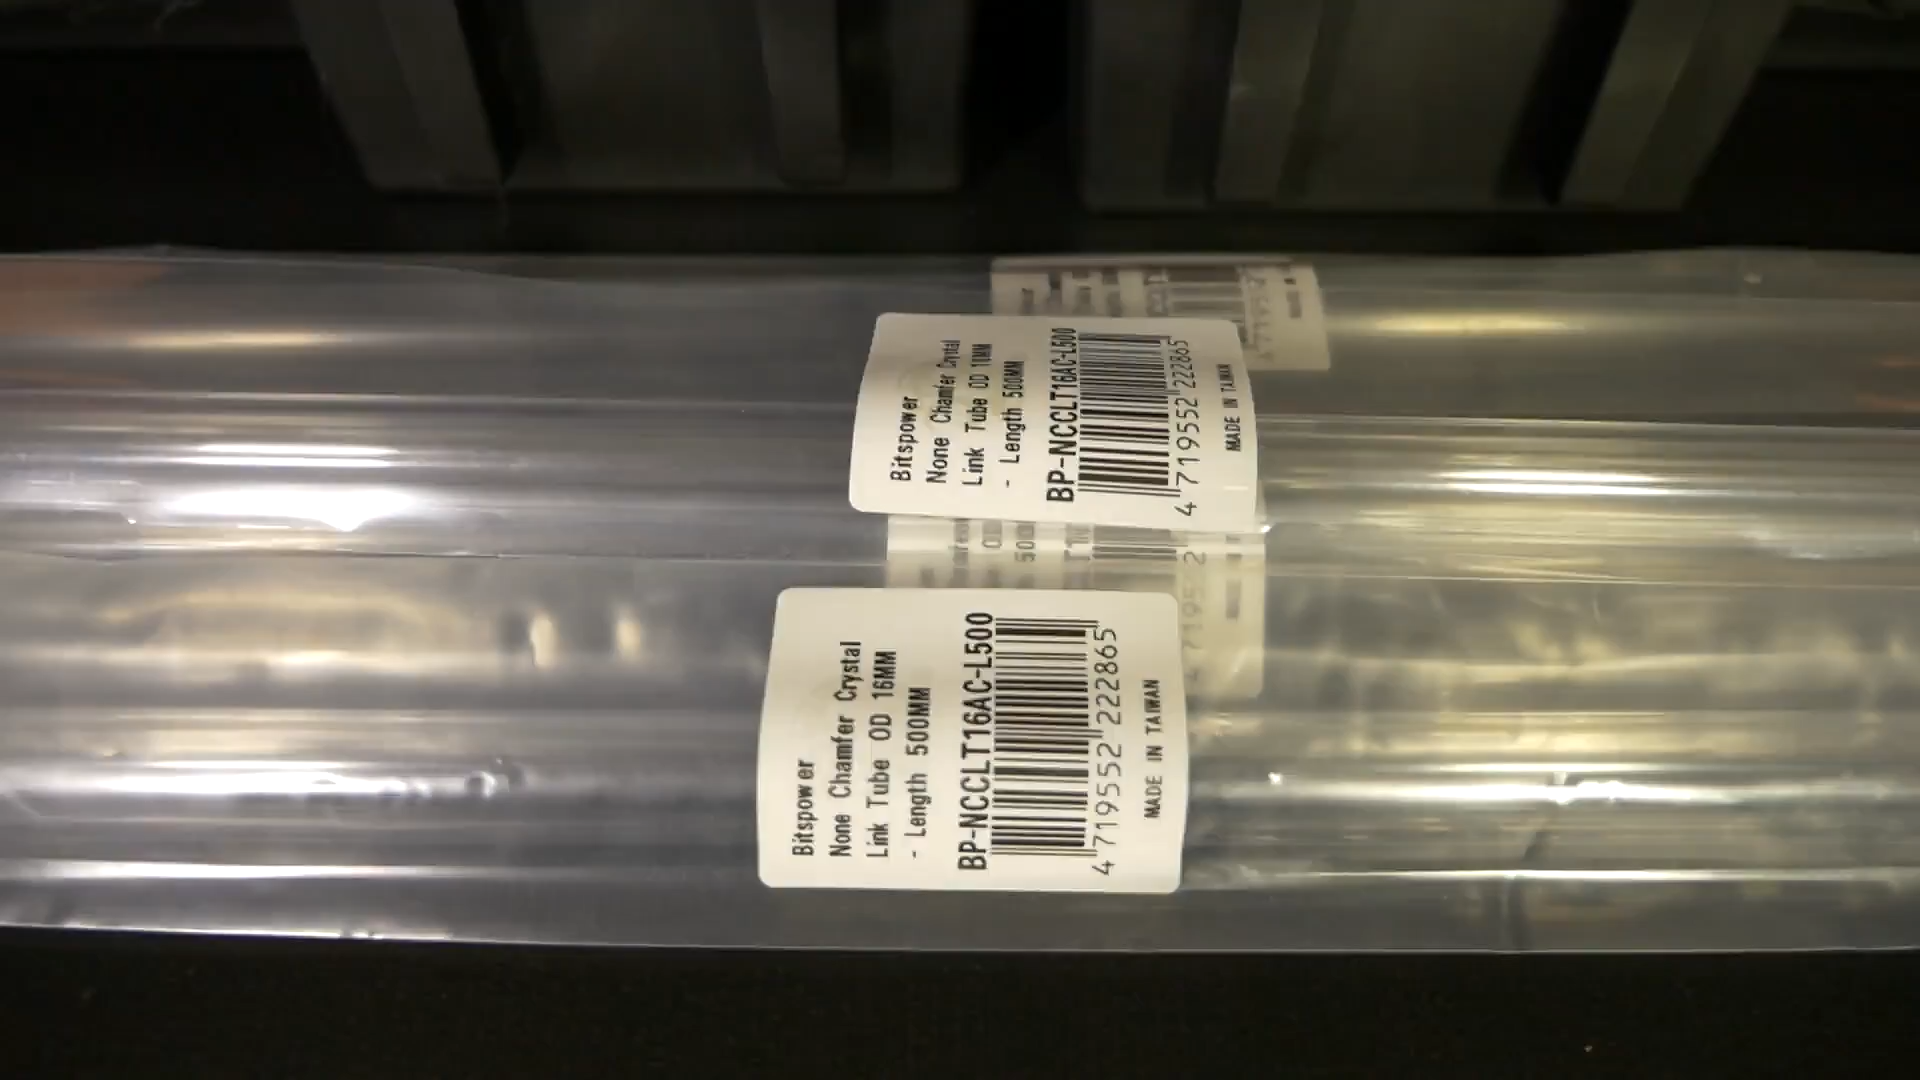 Bitspower
None Chamfer Crystal
Link Tube OD 16MM
- Length 500MM
BP-NCCLT16AC-L500
4 719552 222865
MADE IN TAIWAN
Bitspower
None Chamfer Crystal
Link Tube OD 16MM
- Length 500MM
BP-NCCLT16AC-L500
4 719552 222865
MADE IN TAIWAN